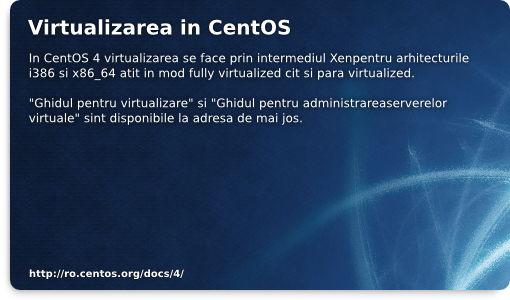 Virtualizarea in CentOS
In CentOS 4 virtualizarea se face prin intermediul Xenpentru arhitecturile
i386 si x86_64 atit in mod fully virtualized cit si para virtualized.
"Ghidul pentru virtualizare" si "Ghidul pentru administrareaserverelor
virtuale" sint disponibile la adresa de mai jos.
http://ro.centos.org/docs/4/